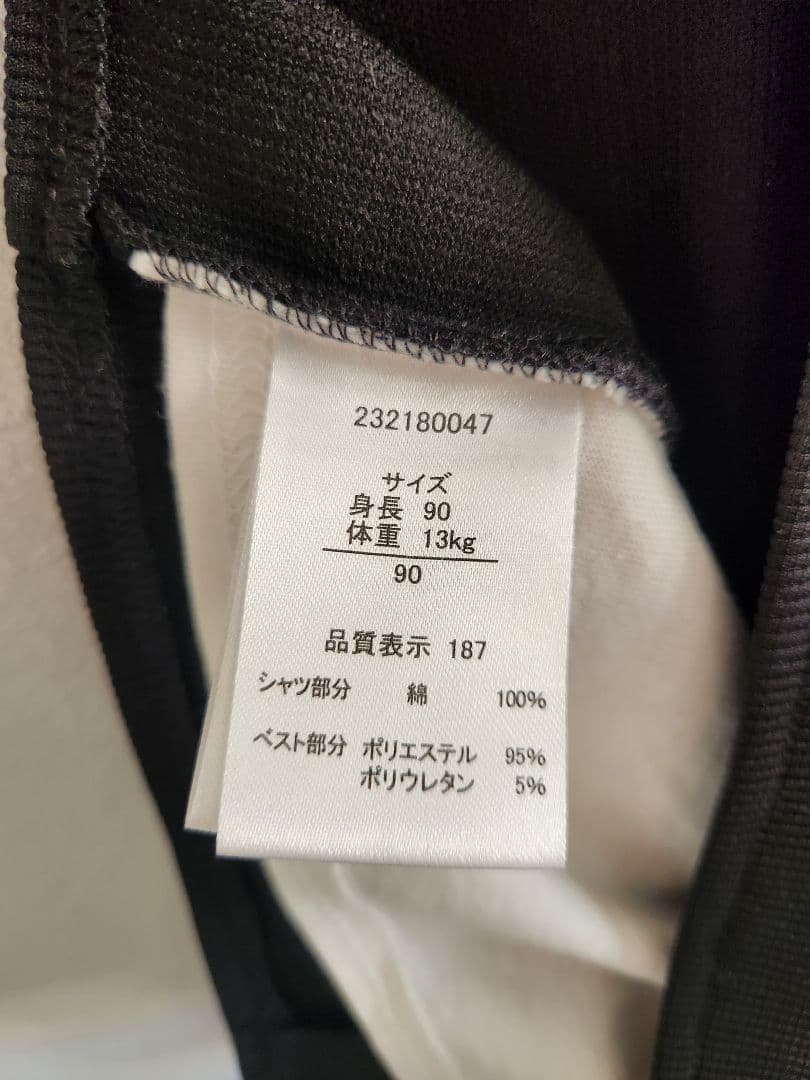 232180047
サイズ
身長 90
体重 13kg
90
品質表示 187
シャツ部分 綿 100%
ベスト部分 ポリエステル 95%
ポリウレタン 5%